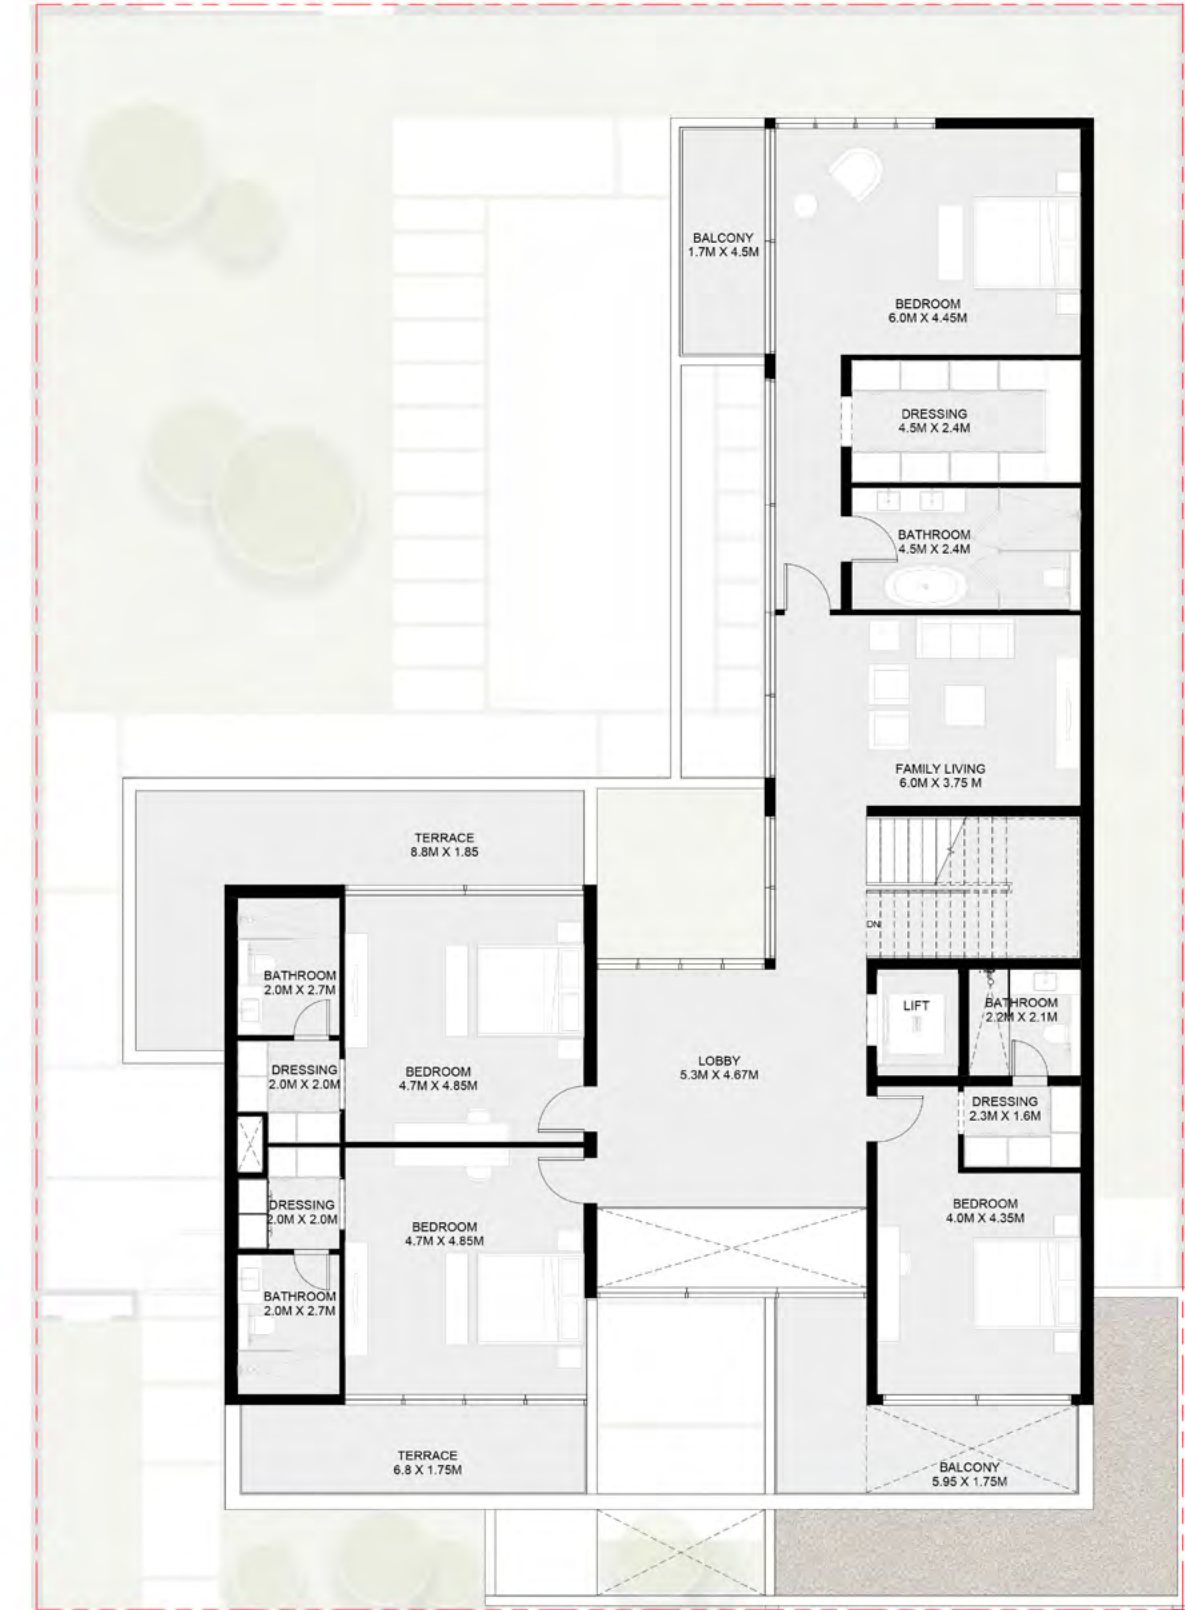 BALCONY
1.7M X 4.5M
BEDROOM
6.0M X 4.45M
DRESSING
4.5M X 2.4M
BATHROOM
4.5M X 2.4M
FAMILY LIVING
6.0M X 3.75 M
TERRACE
8.8M X 1.85
DN
BATHROOM
2.0M X 2.7M
LIFT
BATHROOM
2.2M X 2.1M
LOBBY
5.3M X 4.67M
DRESSING
2.0M X 2.0M
BEDROOM
4.7M X 4.85M
DRESSING
2.3M X 1.6M
DRESSING
2.0M X 2.0M
BEDROOM
4.7M X 4.85M
BEDROOM
4.0M X 4.35M
BATHROOM
2.0M X 2.7M
TERRACE
6.8 X 1.75M
BALCONY
5.95 X 1.75M